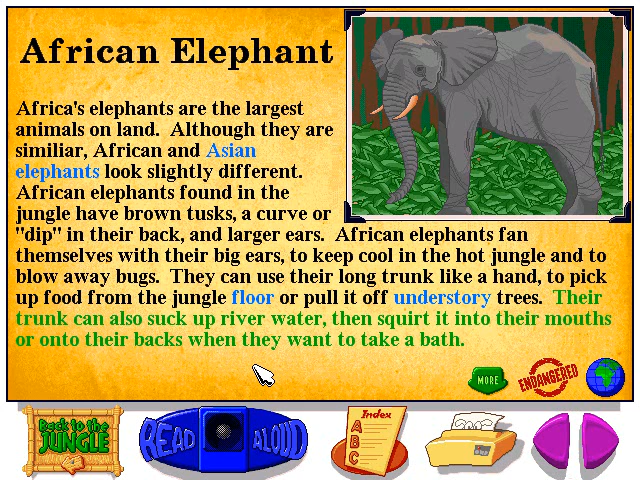 African Elephant
Africa's elephants are the largest
animals on land.  Although they are
similiar, African and Asian
elephants look slightly different.
African elephants found in the
jungle have brown tusks, a curve or
"dip" in their back, and larger ears.  African elephants fan
themselves with their big ears, to keep cool in the hot jungle and to
blow away bugs.  They can use their long trunk like a hand, to pick
up food from the jungle floor or pull it off understory trees.  Their
trunk can also suck up river water, then squirt it into their mouths
or onto their backs when they want to take a bath.
MORE
ENDANGERED
Back to the
JUNGLE
READ ALOUD
Index
A
B
C